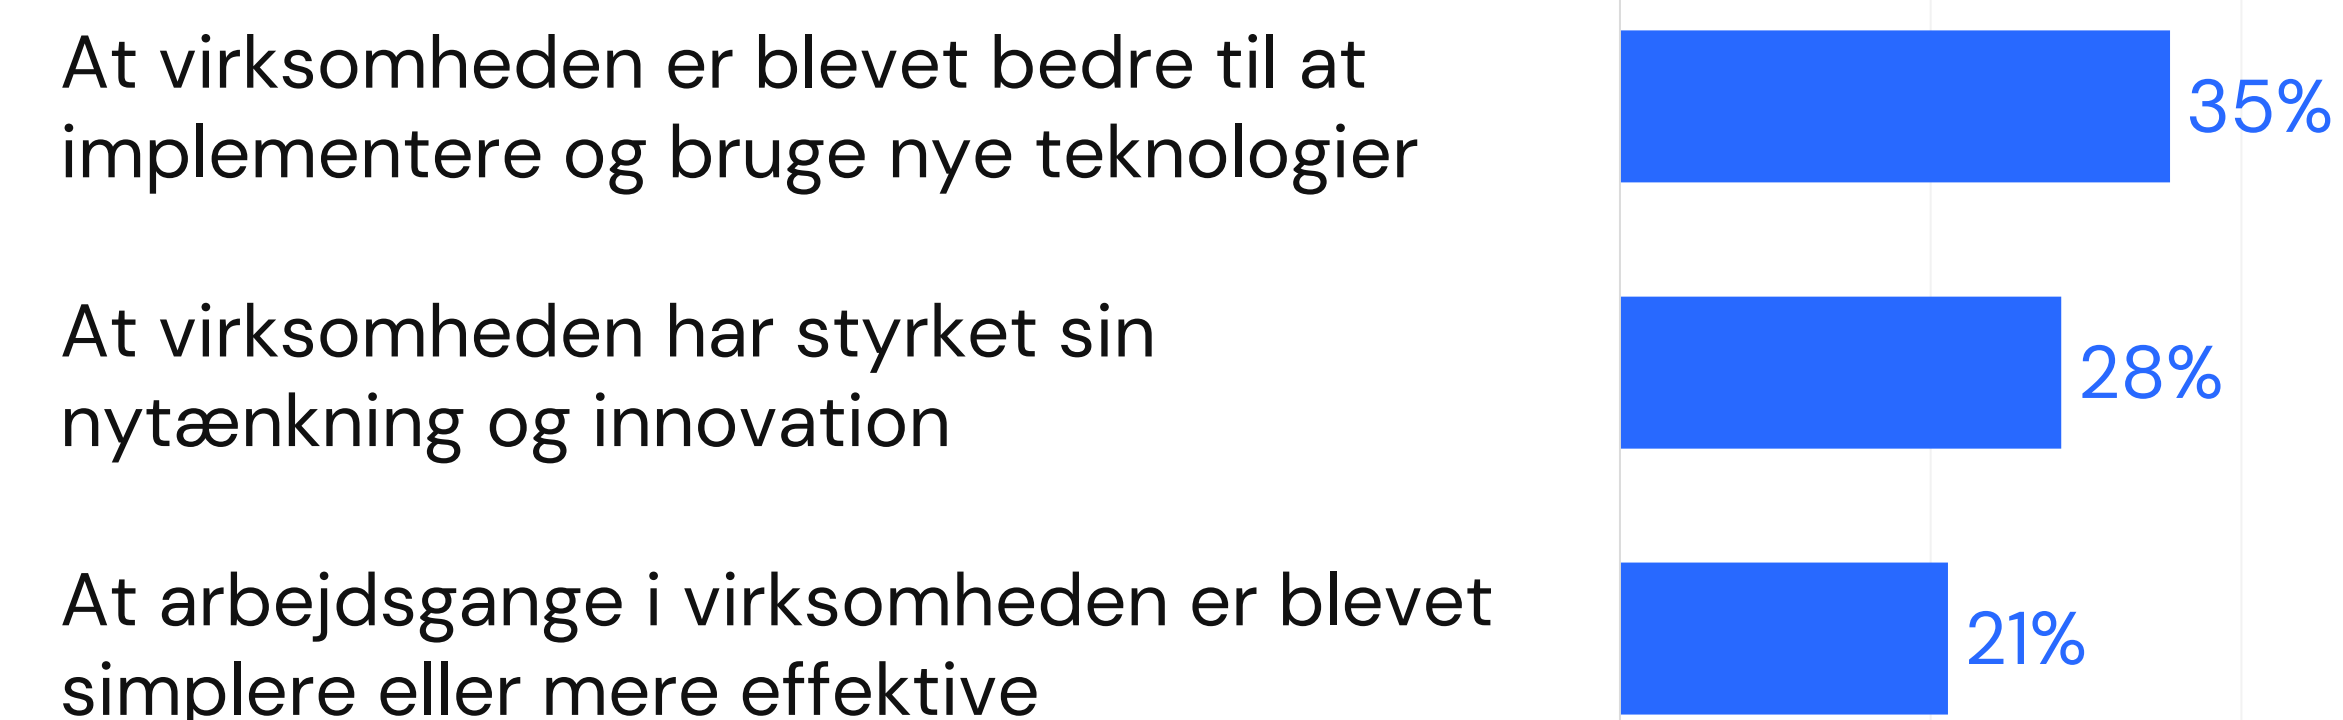 At virksomheden er blevet bedre til at
implementere og bruge nye teknologier
35%
At virksomheden har styrket sin
nytænkning og innovation
28%
At arbejdsgange i virksomheden er blevet
simplere eller mere effektive
21%